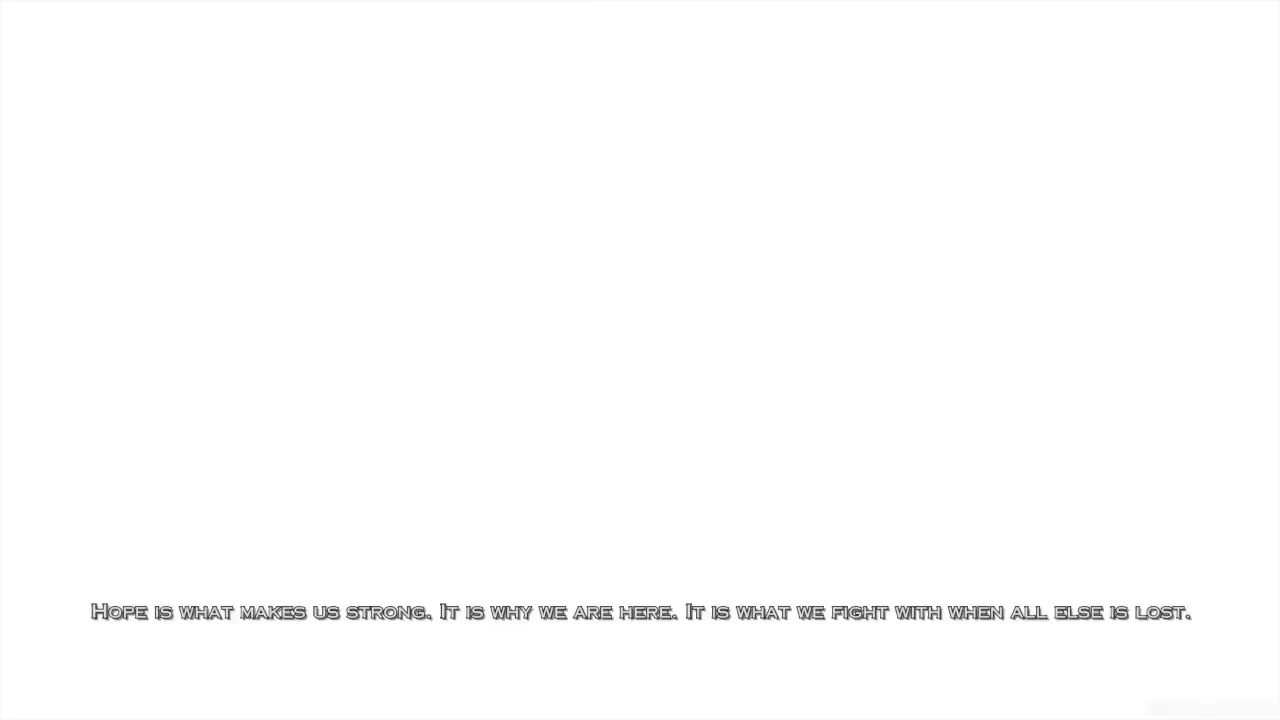 Hope is what makes us strong. It is why we are here. It is what we fight with when all else is lost.